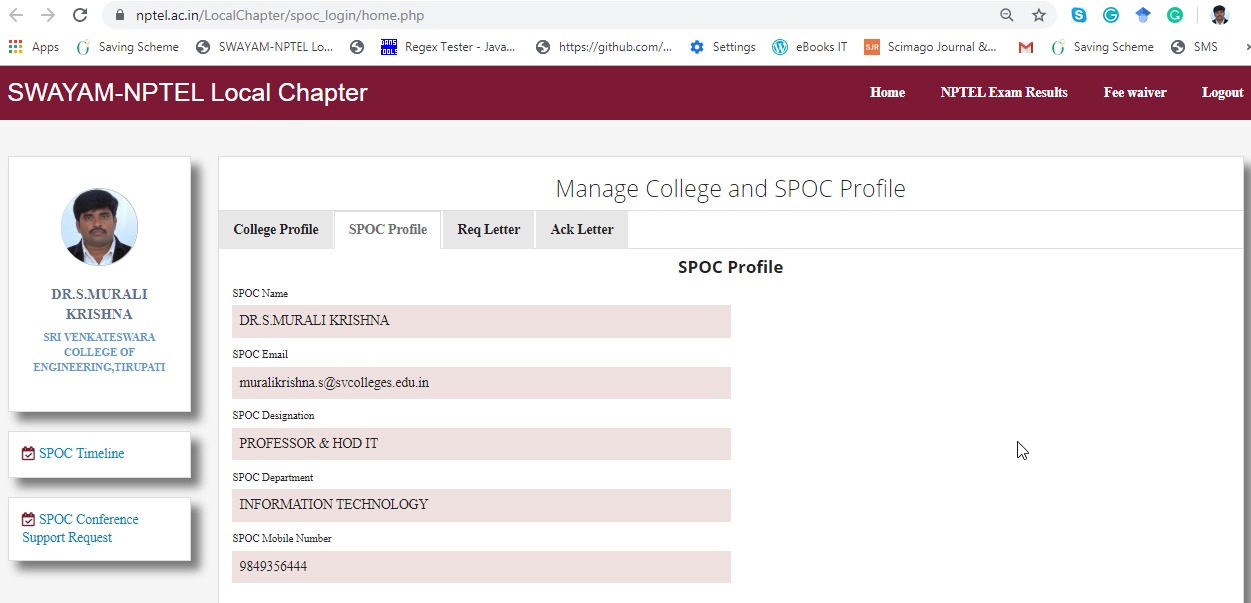 nptel.ac.in/LocalChapter/spoc_login/home.php
Apps Saving Scheme SWAYAM-NPTEL Lo... DANS TOOLS Regex Tester - Java... https://github.com/... Settings eBooks IT SJR Scimago Journal &... Saving Scheme SMS
SWAYAM-NPTEL Local Chapter
Home NPTEL Exam Results Fee waiver Logout
DR.S.MURALI
KRISHNA
SRI VENKATESWARA
COLLEGE OF
ENGINEERING,TIRUPATI
SPOC Timeline
SPOC Conference
Support Request
Manage College and SPOC Profile
College Profile SPOC Profile Req Letter Ack Letter
SPOC Profile
SPOC Name
DR.S.MURALI KRISHNA
SPOC Email
muralikrishna.s@svcolleges.edu.in
SPOC Designation
PROFESSOR & HOD IT
SPOC Department
INFORMATION TECHNOLOGY
SPOC Mobile Number
9849356444